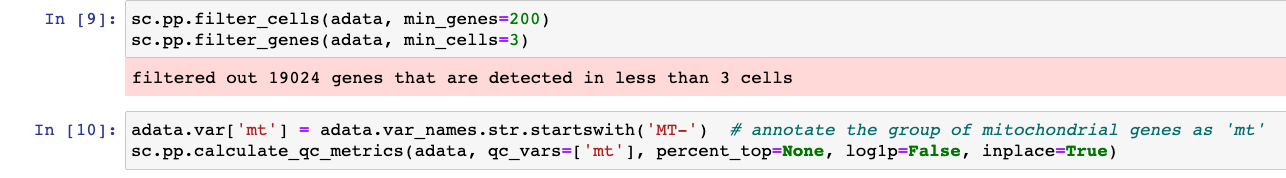 In [9]: sc.pp.filter_cells(adata, min_genes=200)
sc.pp.filter_genes(adata, min_cells=3)
filtered out 19024 genes that are detected in less than 3 cells
In [10]: adata.var['mt'] = adata.var_names.str.startswith('MT-')  # annotate the group of mitochondrial genes as 'mt'
sc.pp.calculate_qc_metrics(adata, qc_vars=['mt'], percent_top=None, log1p=False, inplace=True)